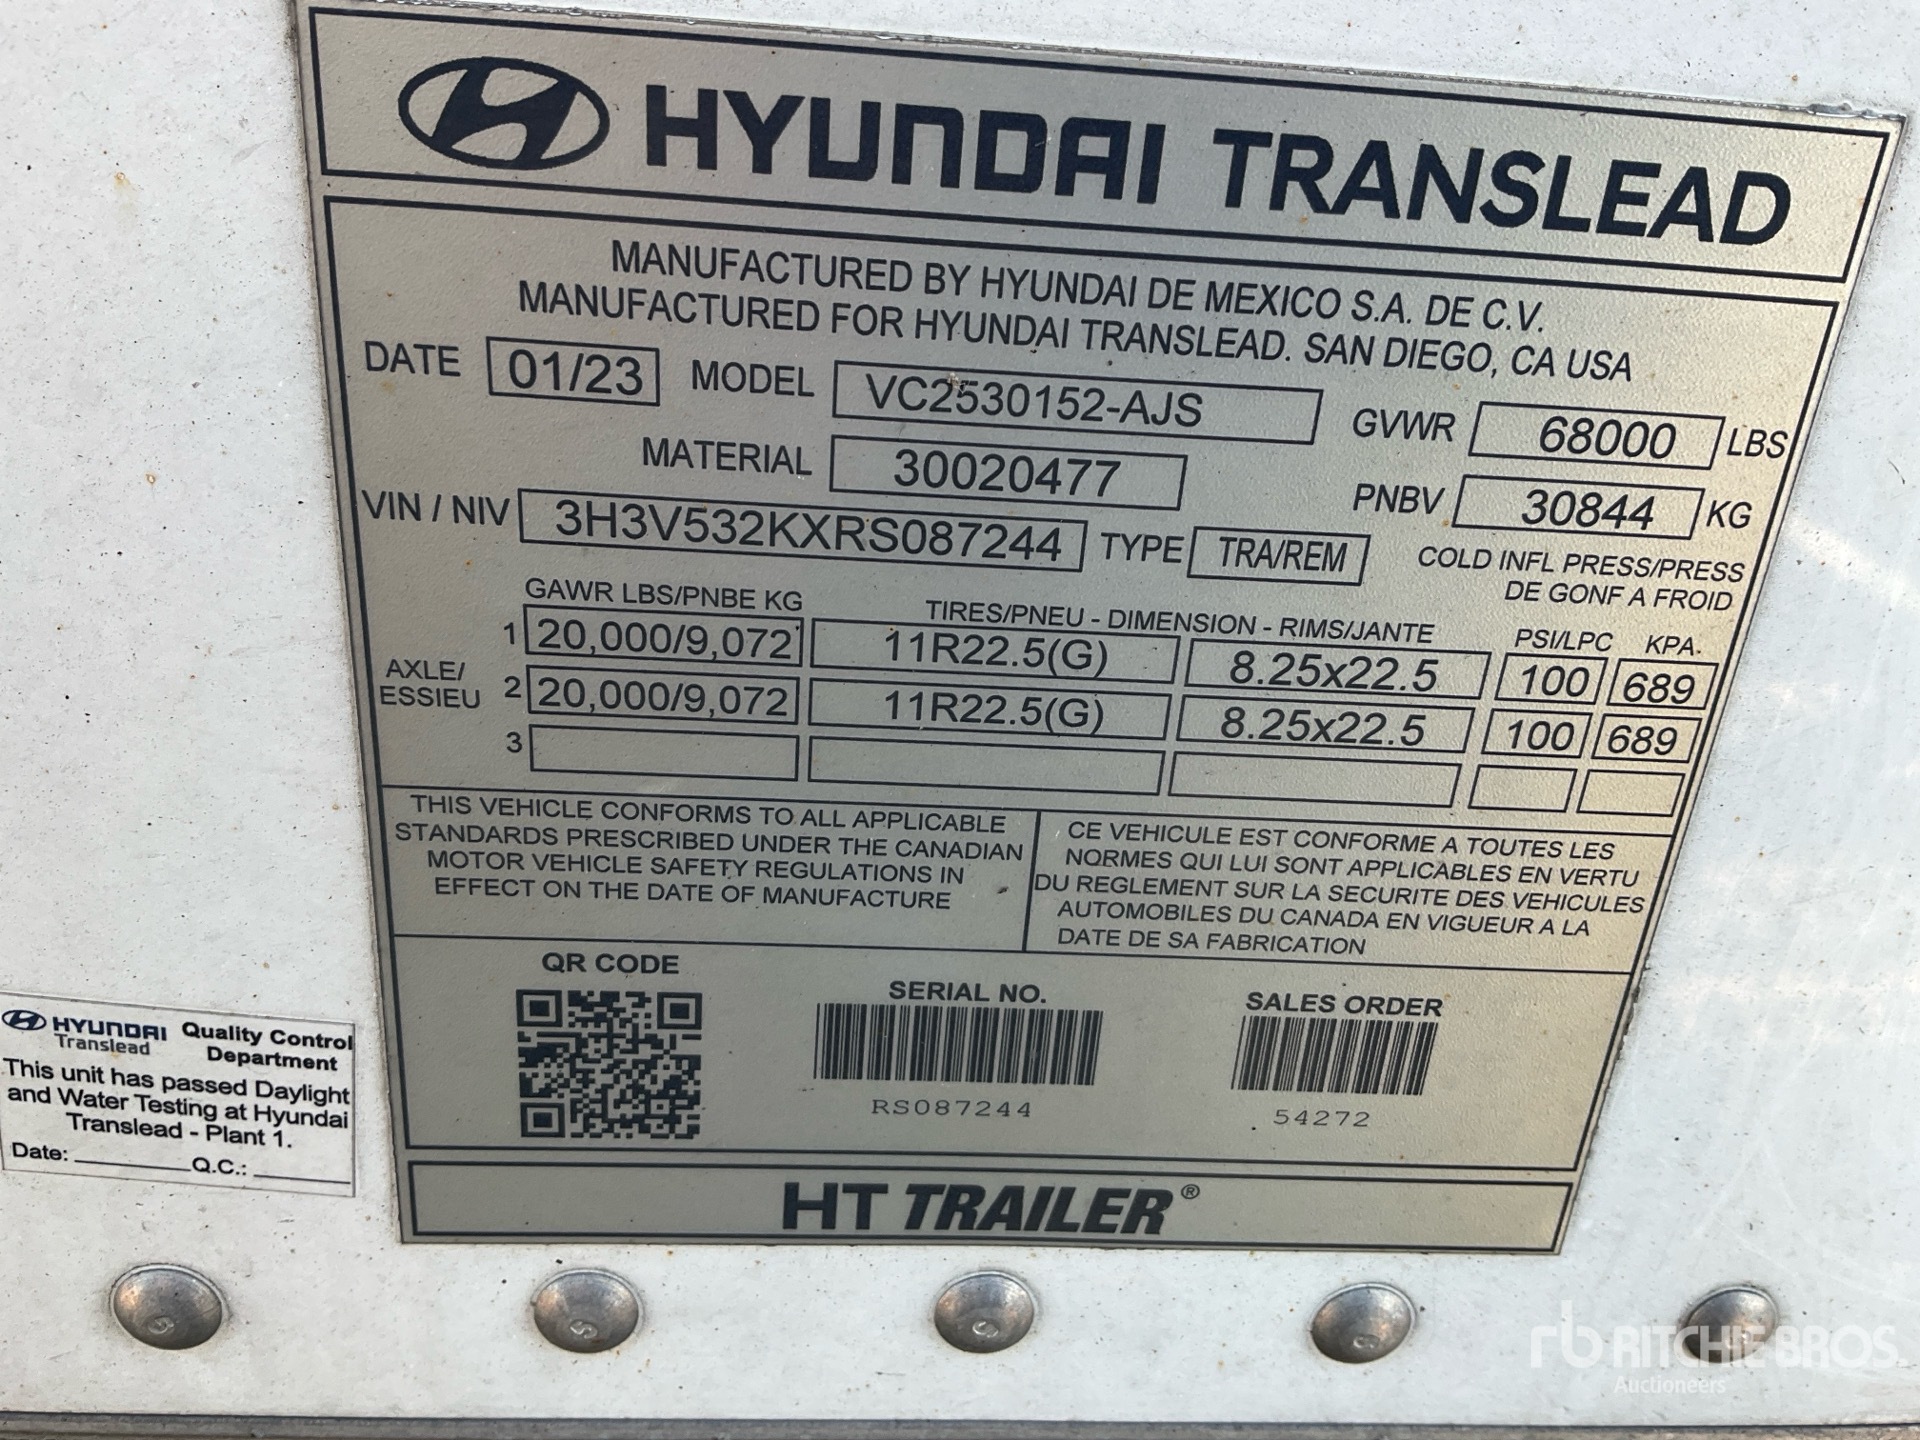 HYUNDAI TRANSLEAD
MANUFACTURED BY HYUNDAI DE MEXICO S.A. DE C.V.
MANUFACTURED FOR HYUNDAI TRANSLEAD. SAN DIEGO, CA USA
DATE 01/23 MODEL VC2530152-AJS GVWR 68000 LBS
MATERIAL 30020477 PNBV 30844 KG
VIN / NIV 3H3V532KXRS087244 TYPE TRA/REM
COLD INFL PRESS/PRESS
DE GONF A FROID
GAWR LBS/PNBE KG TIRES/PNEU - DIMENSION - RIMS/JANTE PSI/LPC KPA.
AXLE/
ESSIEU
1 20,000/9,072 11R22.5(G) 8.25x22.5 100 689
2 20,000/9,072 11R22.5(G) 8.25x22.5 100 689
3
THIS VEHICLE CONFORMS TO ALL APPLICABLE
STANDARDS PRESCRIBED UNDER THE CANADIAN
MOTOR VEHICLE SAFETY REGULATIONS IN
EFFECT ON THE DATE OF MANUFACTURE
CE VEHICULE EST CONFORME A TOUTES LES
NORMES QUI LUI SONT APPLICABLES EN VERTU
DU REGLEMENT SUR LA SECURITE DES VEHICULES
AUTOMOBILES DU CANADA EN VIGUEUR A LA
DATE DE SA FABRICATION
QR CODE
SERIAL NO.
RS087244
SALES ORDER
54272
HT TRAILER®
HYUNDAI
Translead
Quality Control
Department
This unit has passed Daylight
and Water Testing at Hyundai
Translead - Plant 1.
Date: Q.C.:
rb RITCHIE BROS.
Auctioneers